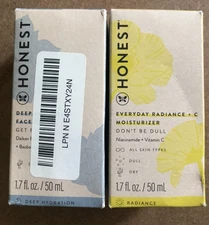 HONEST
DEEP
FACE
GET
LPN N E4STXY24N
1.7 fl. oz. / 50 mL
DEEP HYDRATION
HONEST
EVERYDAY RADIANCE + C
MOISTURIZER
DON'T BE DULL
Niacinamide + Vitamin C
ALL SKIN TYPES
DULL
DRY
1.7 fl. oz. / 50 mL
RADIANCE